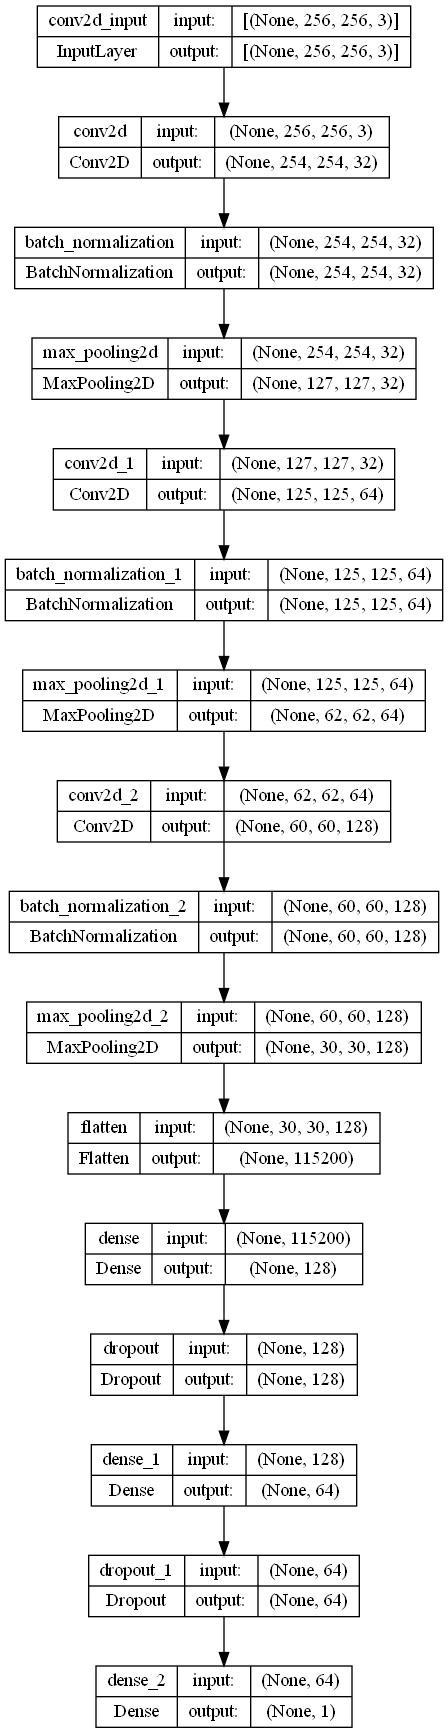 conv2d_input input: [(None, 256, 256, 3)]
InputLayer output: [(None, 256, 256, 3)]
conv2d input: (None, 256, 256, 3)
Conv2D output: (None, 254, 254, 32)
batch_normalization input: (None, 254, 254, 32)
BatchNormalization output: (None, 254, 254, 32)
max_pooling2d input: (None, 254, 254, 32)
MaxPooling2D output: (None, 127, 127, 32)
conv2d_1 input: (None, 127, 127, 32)
Conv2D output: (None, 125, 125, 64)
batch_normalization_1 input: (None, 125, 125, 64)
BatchNormalization output: (None, 125, 125, 64)
max_pooling2d_1 input: (None, 125, 125, 64)
MaxPooling2D output: (None, 62, 62, 64)
conv2d_2 input: (None, 62, 62, 64)
Conv2D output: (None, 60, 60, 128)
batch_normalization_2 input: (None, 60, 60, 128)
BatchNormalization output: (None, 60, 60, 128)
max_pooling2d_2 input: (None, 60, 60, 128)
MaxPooling2D output: (None, 30, 30, 128)
flatten input: (None, 30, 30, 128)
Flatten output: (None, 115200)
dense input: (None, 115200)
Dense output: (None, 128)
dropout input: (None, 128)
Dropout output: (None, 128)
dense_1 input: (None, 128)
Dense output: (None, 64)
dropout_1 input: (None, 64)
Dropout output: (None, 64)
dense_2 input: (None, 64)
Dense output: (None, 1)